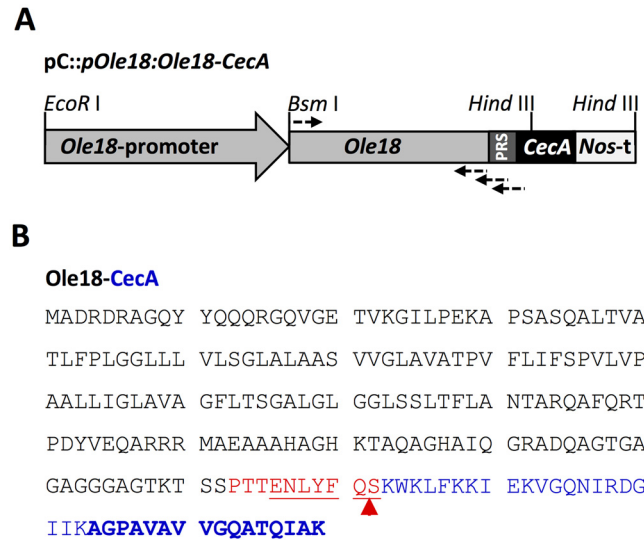 A
pC::pOle18:Ole18-CecA
EcoR I Bsm I Hind III Hind III
Ole18-promoter Ole18 PRS CecA Nos-t
B
Ole18-CecA
MADRDRAGQY YQQQRGQVGE TVKGILPEKA PSASQALTVA
TLFPLGGLLL VLSGLALAAS VVGLAVATPV FLIFSPVLVP
AALLIGLAVA GFLTSGALGL GGLSSLTFLA NTARQAFQRT
PDYVEQARRR MAEAAAHAGH KTAQAGHAIQ GRADQAGTGA
GAGGGAGTKT SSPTTENLYF QSKWKLFKKI EKVGQNIRDG
IIKAGPAVAV VGQATQIAK